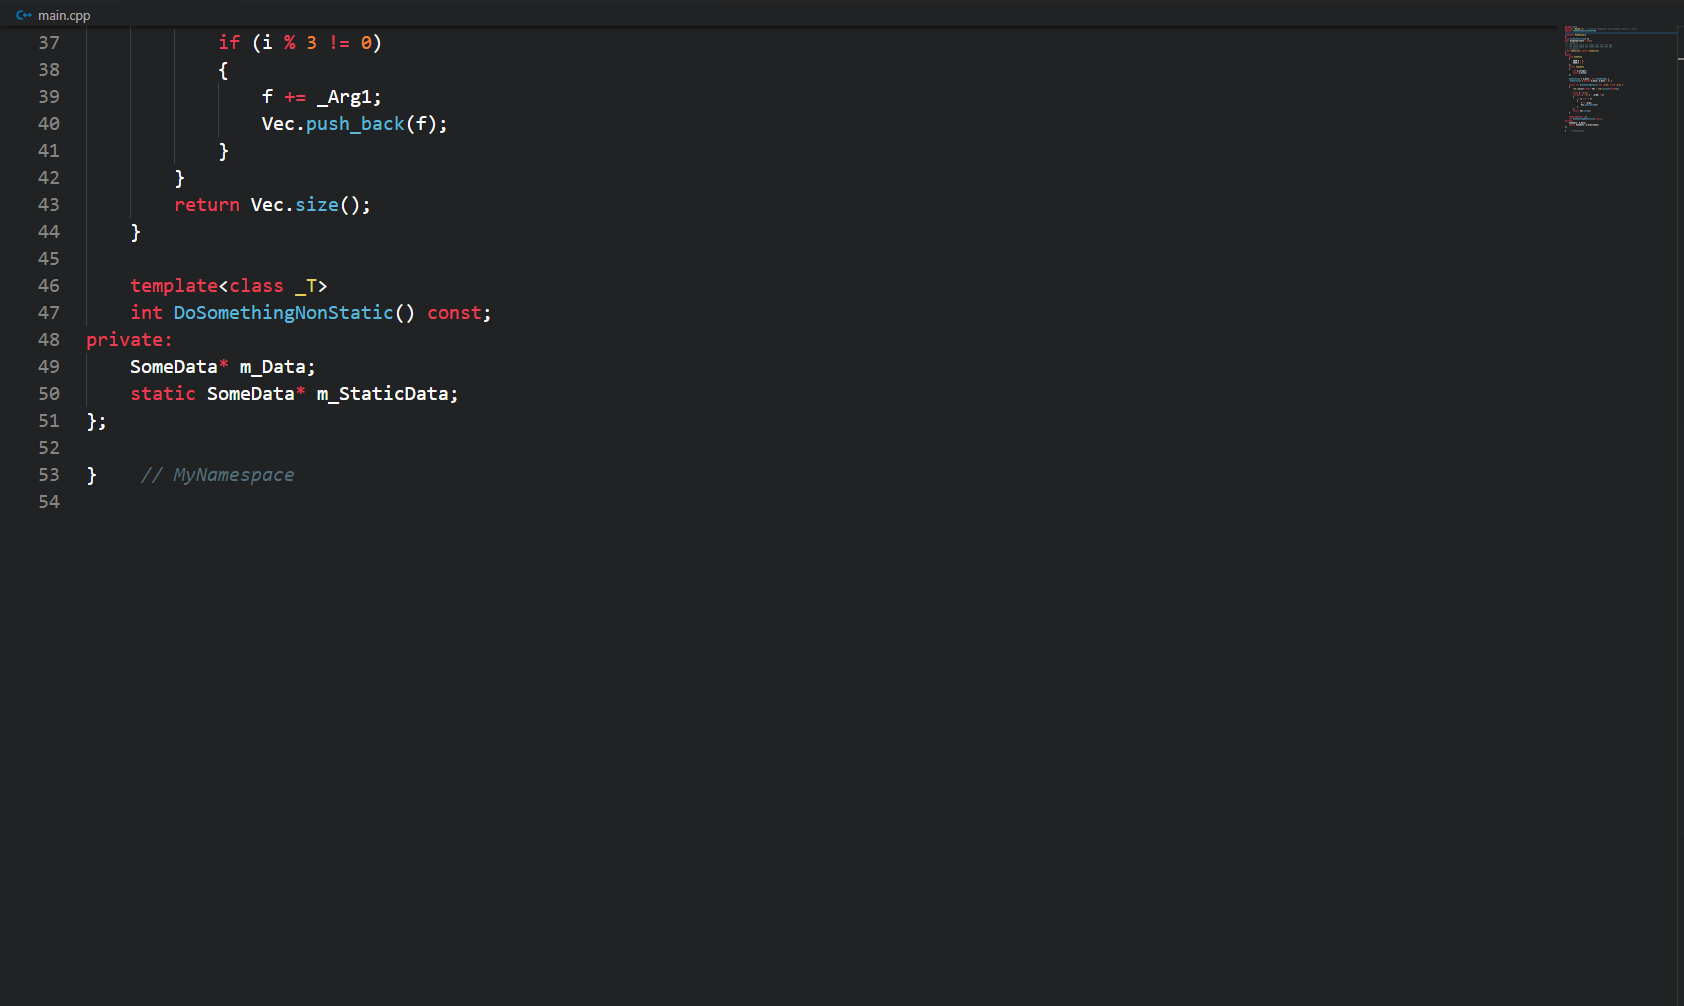 C++ main.cpp
37 if (i % 3 != 0)
38 {
39 f += _Arg1;
40 Vec.push_back(f);
41 }
42 }
43 return Vec.size();
44 }
45
46 template<class _T>
47 int DoSomethingNonStatic() const;
48 private:
49 SomeData* m_Data;
50 static SomeData* m_StaticData;
51 };
52
53 } // MyNamespace
54